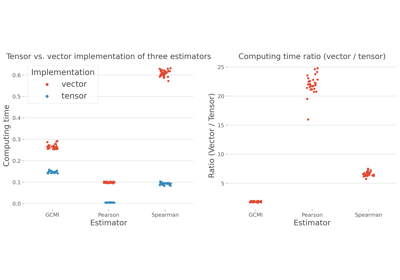 Tensor vs. vector implementation of three estimators
Implementation
vector
tensor
Computing time
0.6
0.5
0.4
0.3
0.2
0.1
0.0
GCMI
Pearson
Spearman
Estimator
Computing time ratio (vector / tensor)
Ratio (Vector / Tensor)
25
20
15
10
5
GCMI
Pearson
Spearman
Estimator